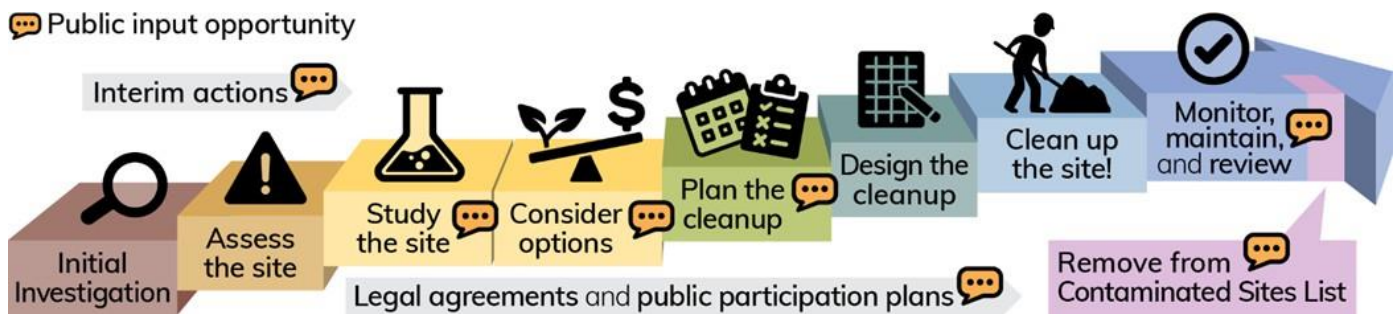 Public input opportunity
Interim actions
Initial
Investigation
Assess
the site
Study
the site
Consider
options
Plan the
cleanup
Design the
cleanup
Clean up
the site!
Monitor,
maintain,
and review
Legal agreements and public participation plans
Remove from
Contaminated Sites List